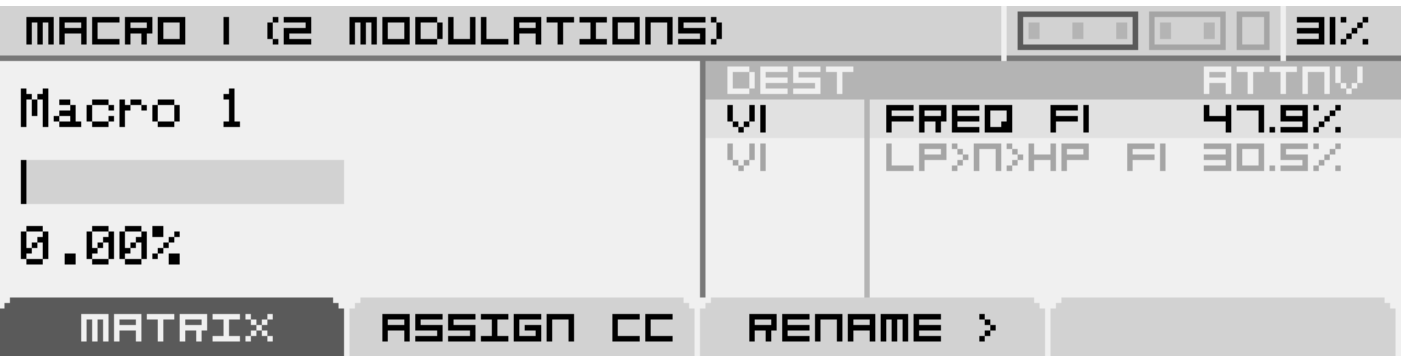 MACRO 1 (2 MODULATIONS) 31%
Macro 1
0.00%
DEST ATTNV
V1 FREQ F1 47.9%
V1 LP>N>HP F1 30.5%
MATRIX ASSIGN CC RENAME >